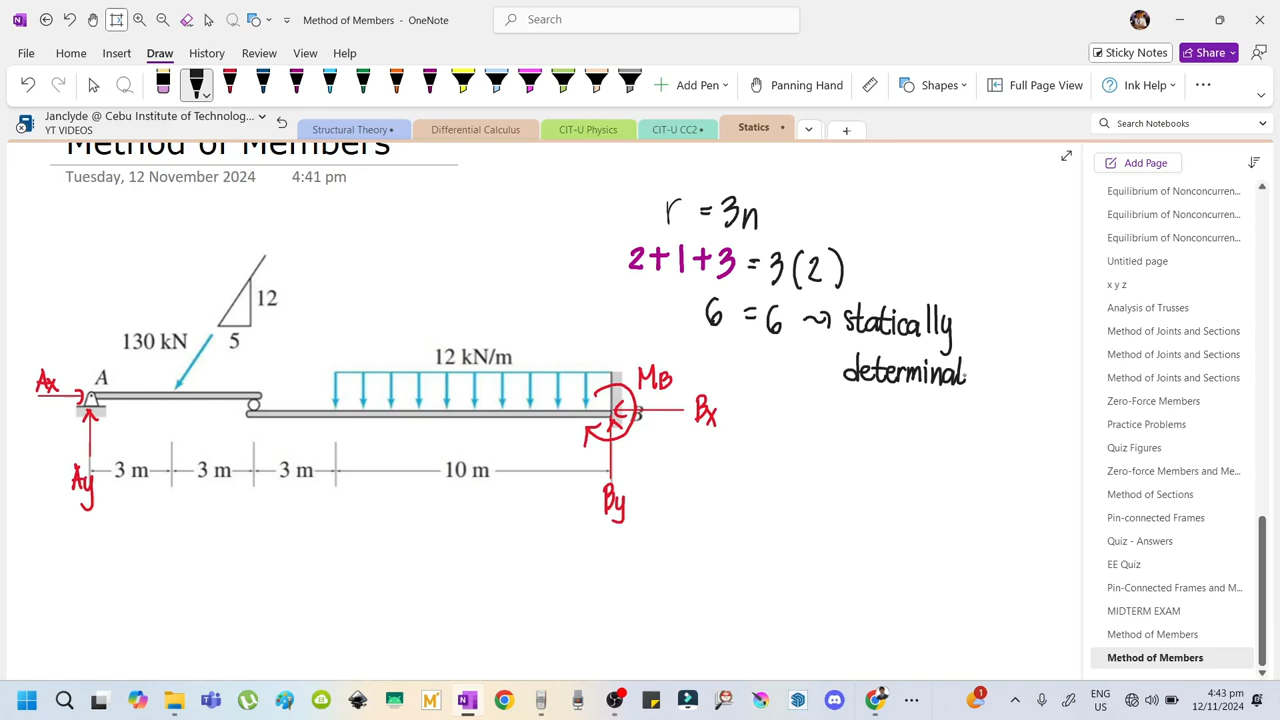 Method of Members - OneNote
Search
File Home Insert Draw History Review View Help
Sticky Notes
Share
Add Pen
Panning Hand
Shapes
Full Page View
Ink Help
Janclyde @ Cebu Institute of Technolog...
YT VIDEOS
Structural Theory
Differential Calculus
CIT-U Physics
CIT-U CC2
Statics
Search Notebooks
Method of Members
Tuesday, 12 November 2024 4:41 pm
Add Page
r = 3n
2+1+3 = 3(2)
6 = 6 → statically
determinat
12
5
130 kN
12 kN/m
A
Ax
MB
Bx
B
3 m
3 m
3 m
10 m
Ay
By
Equilibrium of Nonconcurren...
Equilibrium of Nonconcurren...
Equilibrium of Nonconcurren...
Untitled page
x y z
Analysis of Trusses
Method of Joints and Sections
Method of Joints and Sections
Method of Joints and Sections
Zero-Force Members
Practice Problems
Quiz Figures
Zero-force Members and Me...
Method of Sections
Pin-connected Frames
Quiz - Answers
EE Quiz
Pin-Connected Frames and M...
MIDTERM EXAM
Method of Members
Method of Members
1
ENG
US
4:43 pm
12/11/2024